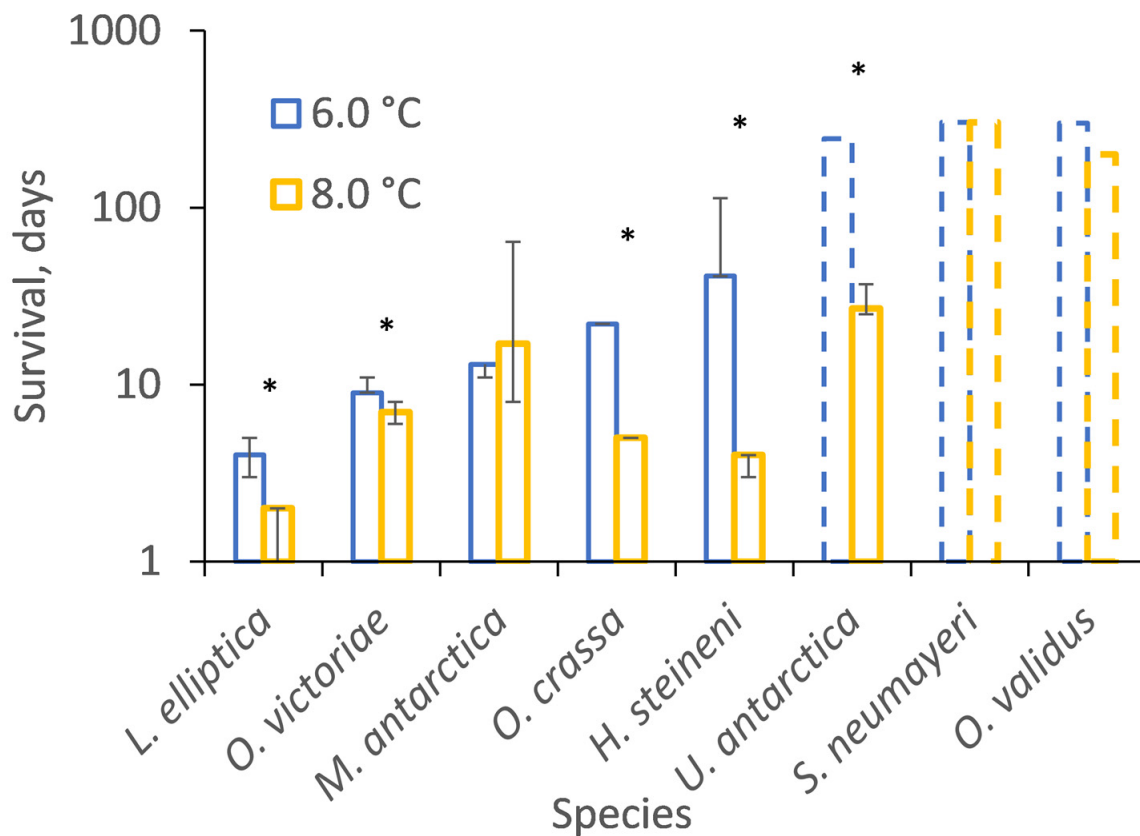 1000
100
10
1
Survival, days
6.0 °C
8.0 °C
*
*
*
*
*
L. elliptica
O. victoriae
M. antarctica
O. crassa
H. steineni
U. antarctica
S. neumayeri
O. validus
Species